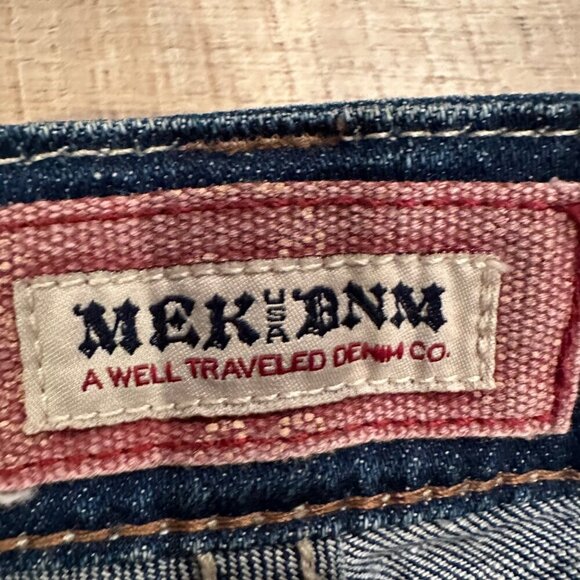 MEK USA DNM
A WELL TRAVELED DENIM CO.